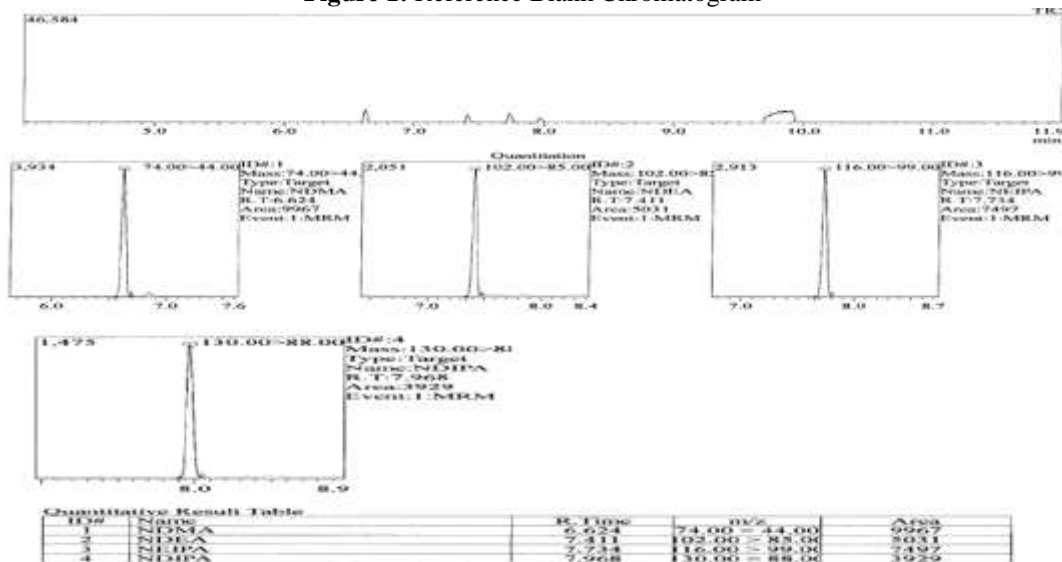 Figure 2: Reference Blank Chromatogram
46,584
5.0 6.0 7.0 8.0 9.0 10.0 11.0 11.9
min
Quantitation
3,934 74.00>44.00 ID#:1
Mass:74.00>44.
Type:Target
Name:NDMA
R.T:6.624
Area:9967
Event:1:MRM
6.0 7.0 7.6
2,051 102.00>85.00 ID#:2
Mass:102.00>8
Type:Target
Name:NDEA
R.T:7.411
Area:5031
Event:1:MRM
7.0 8.0 8.4
2,913 116.00>99.00 ID#:3
Mass:116.00>99
Type:Target
Name:NEIPA
R.T:7.734
Area:7497
Event:1:MRM
7.0 8.0 8.7
1,475 130.00>88.00 ID#:4
Mass:130.00>8
Type:Target
Name:NDIPA
R.T:7.968
Area:3929
Event:1:MRM
8.0 8.9
Quantitative Result Table
ID# Name R.Time m/z Area
1 NDMA 6.624 74.00 > 44.00 9967
2 NDEA 7.411 102.00 > 85.00 5031
3 NEIPA 7.734 116.00 > 99.00 7497
4 NDIPA 7.968 130.00 > 88.00 3929